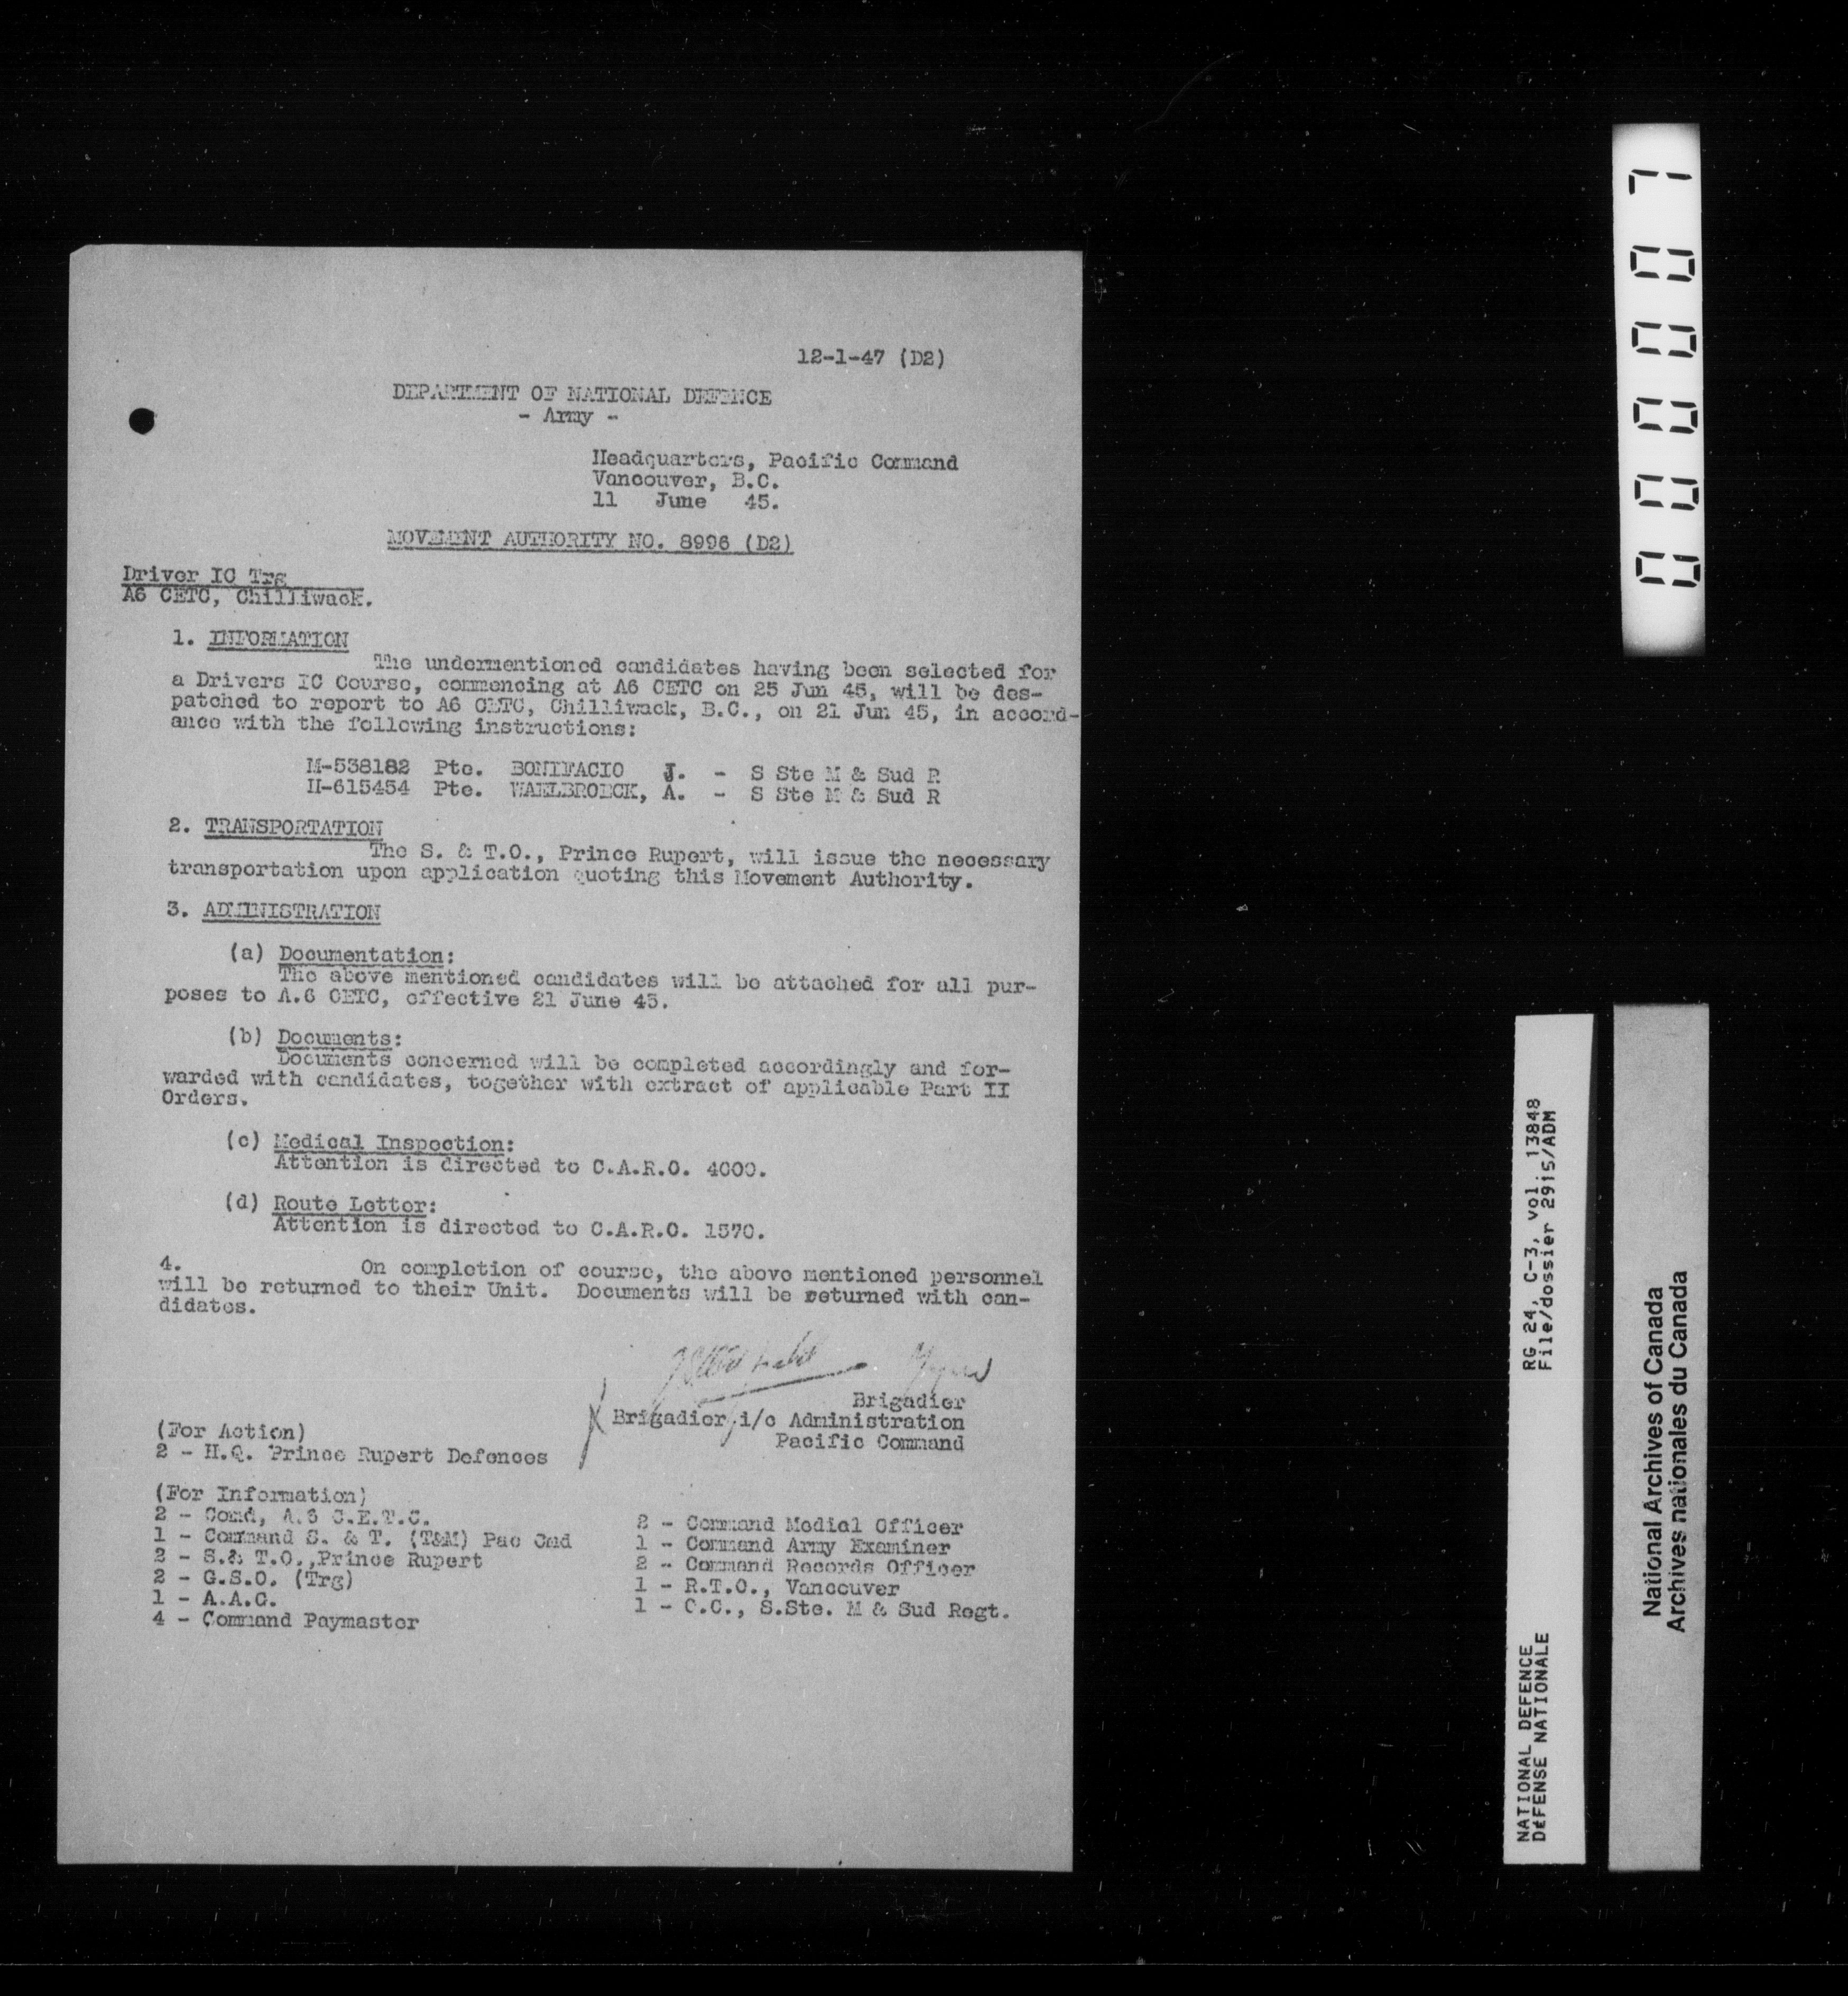 12-1-47 (D2)
DEPARTMENT OF NATIONAL DEFENCE
- Army -
Headquarters, Pacific Command
Vancouver, B.C.
11 June 45.
MOVEMENT AUTHORITY NO. 8996 (D2)
Driver IC Trg
A6 CETC, Chilliwack.
1. INFORMATION
The undermentioned candidates having been selected for
a Drivers IC Course, commencing at A6 CETC on 25 Jun 45, will be des-
patched to report to A6 CETC, Chilliwack, B.C., on 21 Jun 45, in accord-
ance with the following instructions:
M-538182 Pte. BONIFACIO J. - S Ste M & Sud R
H-615454 Pte. WAELBROECK, A. - S Ste M & Sud R
2. TRANSPORTATION
The S. & T.O., Prince Rupert, will issue the necessary
transportation upon application quoting this Movement Authority.
3. ADMINISTRATION
(a) Documentation:
The above mentioned candidates will be attached for all pur-
poses to A.6 CETC, effective 21 June 45.
(b) Documents:
Documents concerned will be completed accordingly and for-
warded with candidates, together with extract of applicable Part II
Orders.
(c) Medical Inspection:
Attention is directed to C.A.R.O. 4000.
(d) Route Letter:
Attention is directed to C.A.R.O. 1570.
4. On completion of course, the above mentioned personnel
will be returned to their Unit. Documents will be returned with can-
didates.
Brigadier
Brigadier i/c Administration
Pacific Command
(For Action)
2 - H.Q. Prince Rupert Defences
(For Information)
2 - Comd, A.6 C.E.T.C.
1 - Command S. & T. (T&M) Pac Cmd
2 - S.& T.O.,Prince Rupert
2 - G.S.O. (Trg)
1 - A.A.G.
4 - Command Paymaster
2 - Command Medical Officer
1 - Command Army Examiner
2 - Command Records Officer
1 - R.T.O., Vancouver
1 - O.C., S.Ste. M & Sud Regt.
000007
NATIONAL DEFENCE RG 24, C-3, vol. 13848
DéFENSE NATIONALE File/dossier 2915/ADM
National Archives of Canada
Archives nationales du Canada